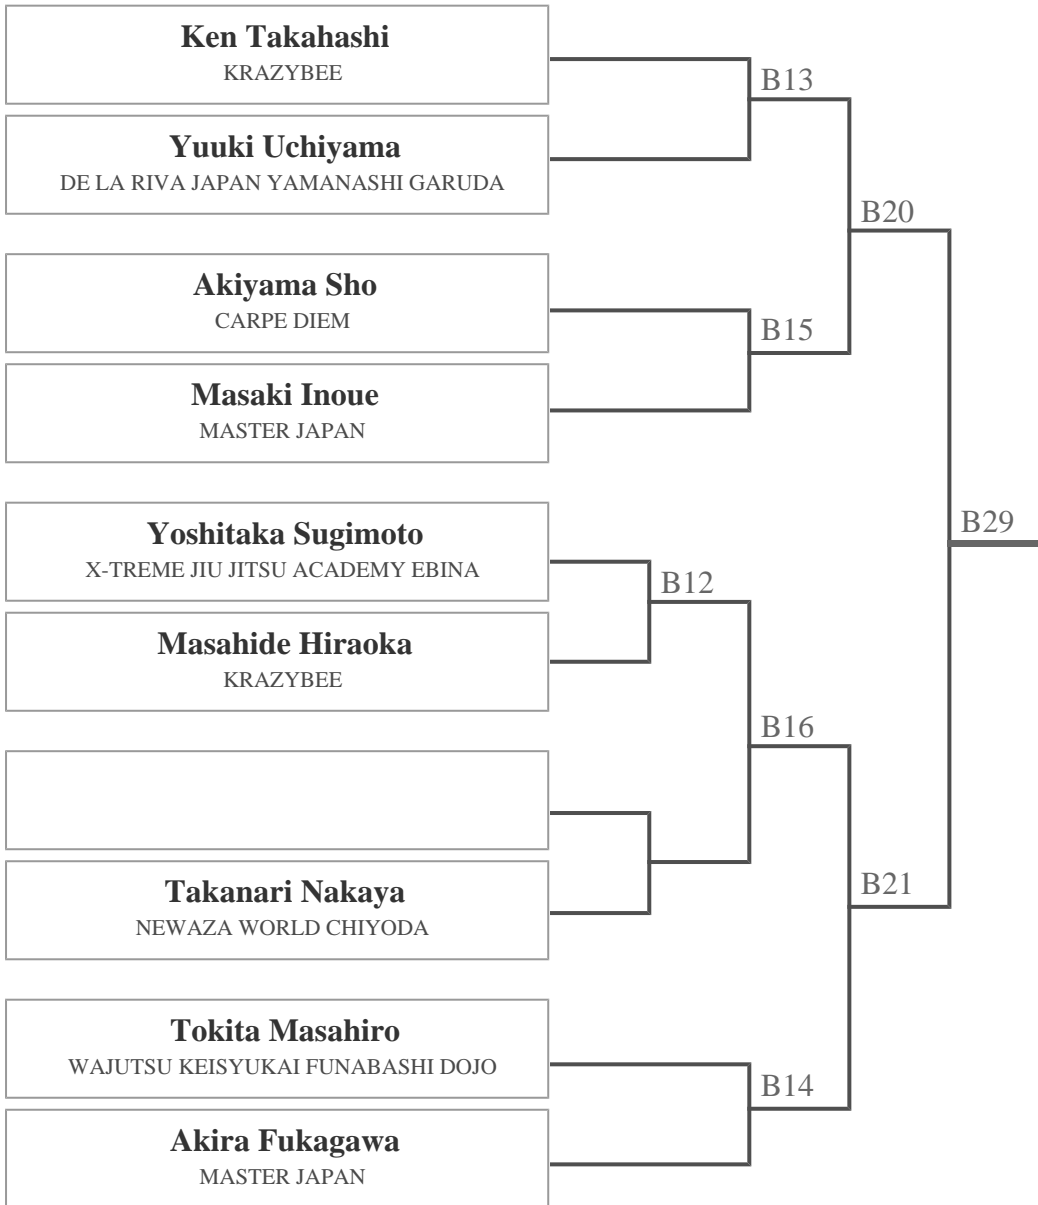 Ken Takahashi
KRAZYBEE
B13
Yuuki Uchiyama
DE LA RIVA JAPAN YAMANASHI GARUDA
B20
Akiyama Sho
CARPE DIEM
B15
Masaki Inoue
MASTER JAPAN
B29
Yoshitaka Sugimoto
X-TREME JIU JITSU ACADEMY EBINA
B12
Masahide Hiraoka
KRAZYBEE
B16
Takanari Nakaya
NEWAZA WORLD CHIYODA
B21
Tokita Masahiro
WAJUTSU KEISYUKAI FUNABASHI DOJO
B14
Akira Fukagawa
MASTER JAPAN